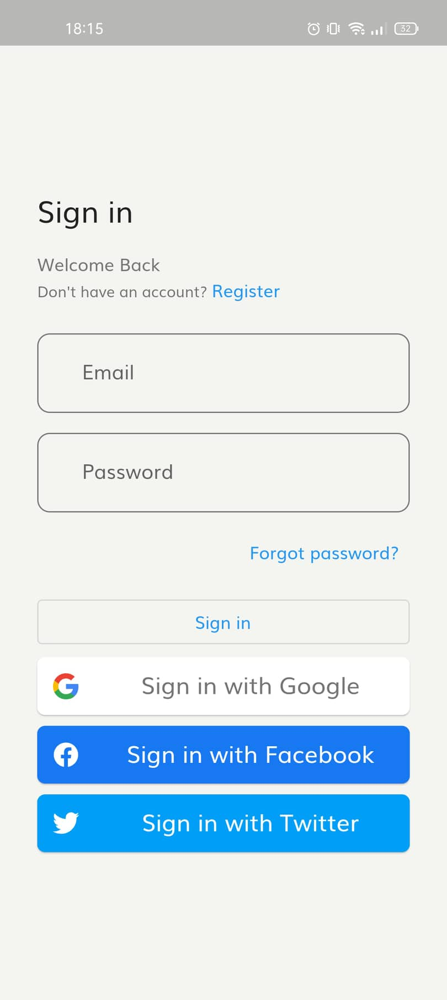 18:15
32
Sign in
Welcome Back
Don't have an account? Register
Email
Password
Forgot password?
Sign in
Sign in with Google
Sign in with Facebook
Sign in with Twitter